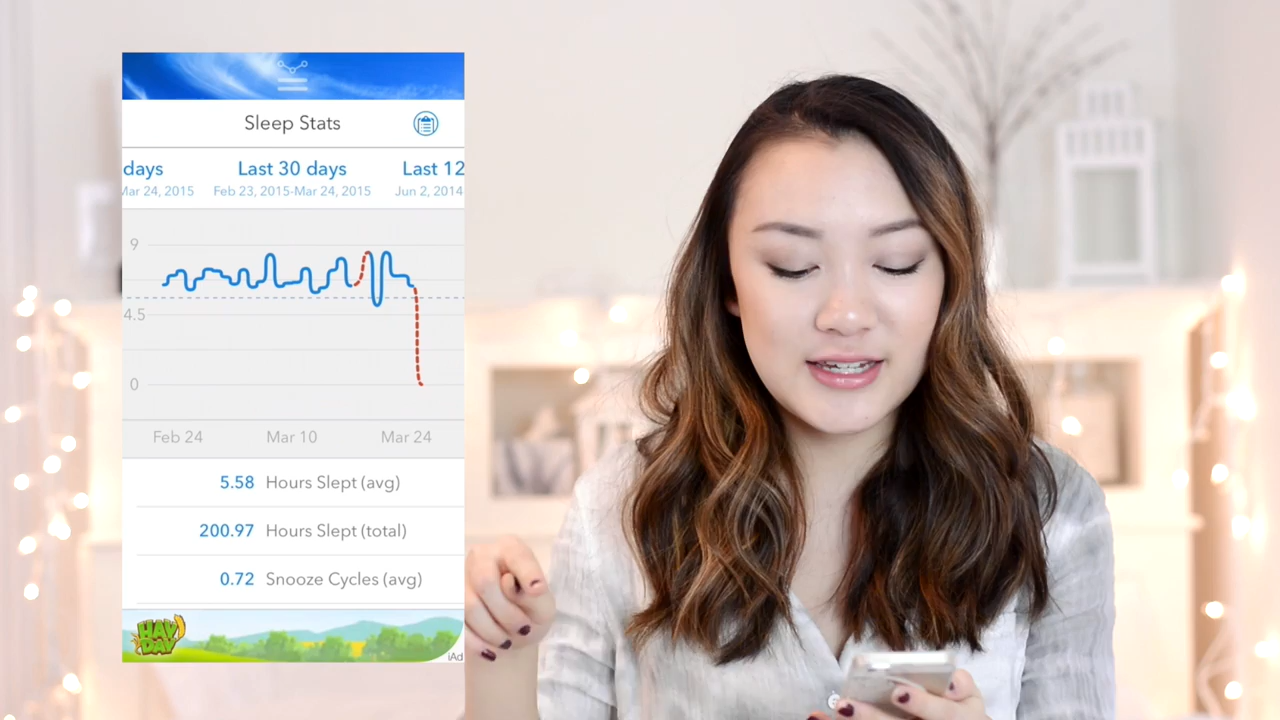 Sleep Stats
days Last 30 days Last 12
Mar 24, 2015 Feb 23, 2015-Mar 24, 2015 Jun 2, 2014
9
4.5
0
Feb 24 Mar 10 Mar 24
5.58 Hours Slept (avg)
200.97 Hours Slept (total)
0.72 Snooze Cycles (avg)
HAY
DAY
iAd